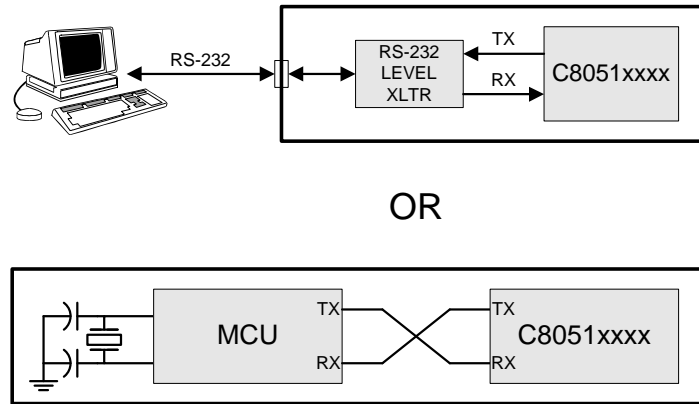 RS-232
RS-232
LEVEL
XLTR
TX
RX
C8051xxxx
OR
MCU
TX
RX
TX
RX
C8051xxxx